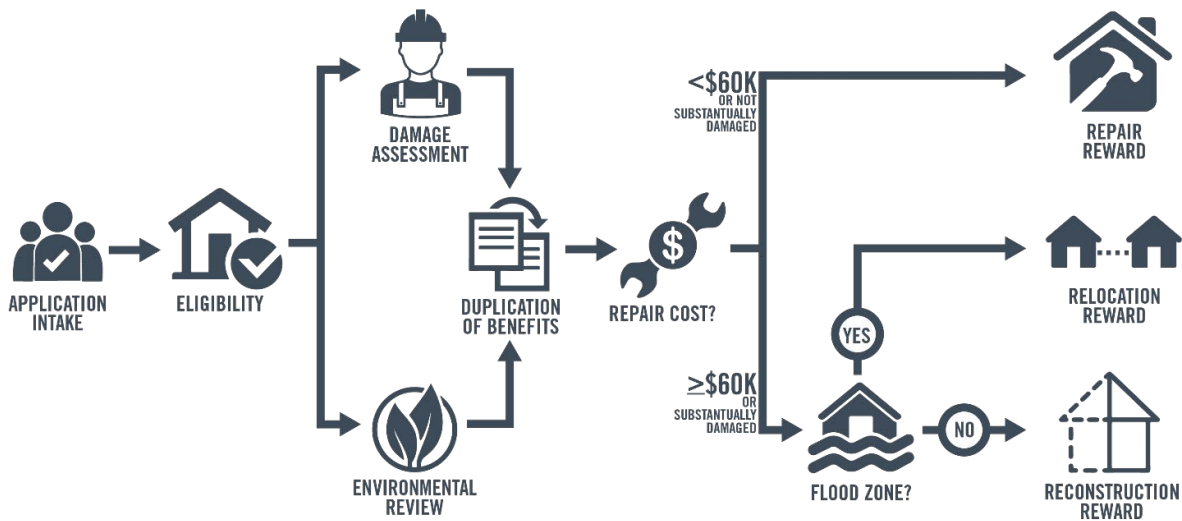 APPLICATION
INTAKE
ELIGIBILITY
DAMAGE
ASSESSMENT
ENVIRONMENTAL
REVIEW
DUPLICATION
OF BENEFITS
$
REPAIR COST?
<$60K
OR NOT
SUBSTANTUALLY
DAMAGED
≥$60K
OR
SUBSTANTUALLY
DAMAGED
REPAIR
REWARD
FLOOD ZONE?
YES
RELOCATION
REWARD
NO
RECONSTRUCTION
REWARD